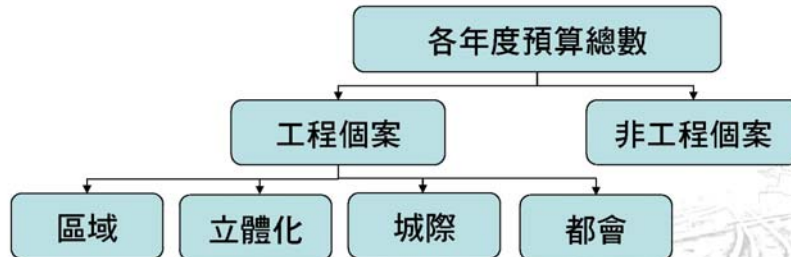 各年度預算總數
工程個案
非工程個案
區域
立體化
城際
都會